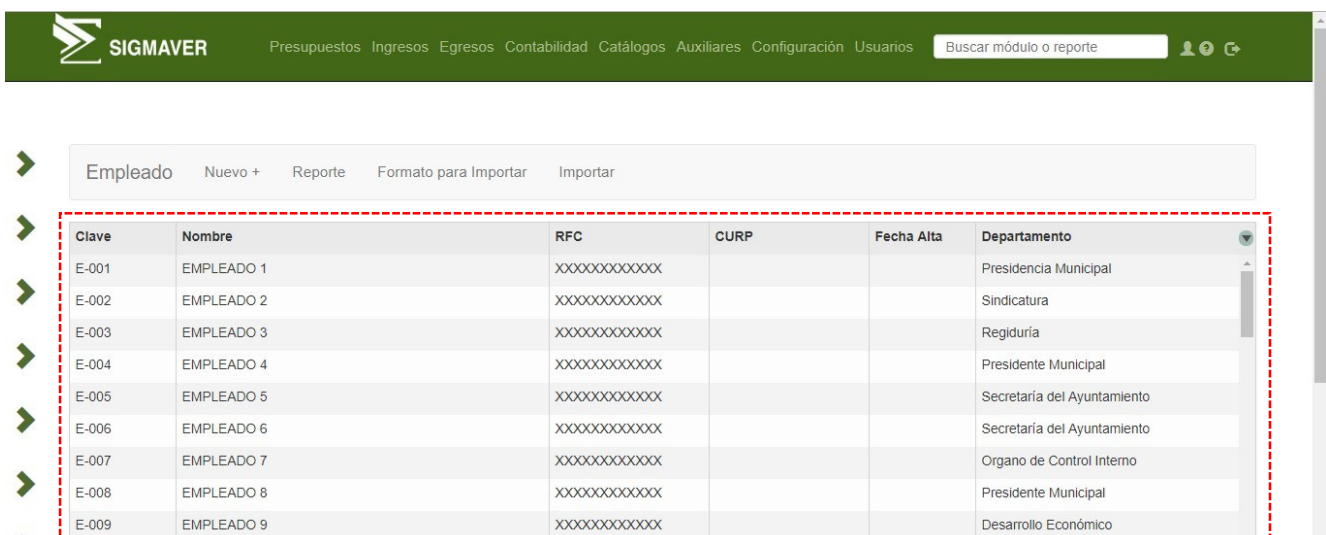 SIGMAVER Presupuestos Ingresos Egresos Contabilidad Catálogos Auxiliares Configuración Usuarios Buscar módulo o reporte
Empleado Nuevo + Reporte Formato para Importar Importar
Clave Nombre RFC CURP Fecha Alta Departamento
E-001 EMPLEADO 1 XXXXXXXXXXXX Presidencia Municipal
E-002 EMPLEADO 2 XXXXXXXXXXXX Sindicatura
E-003 EMPLEADO 3 XXXXXXXXXXXX Regiduría
E-004 EMPLEADO 4 XXXXXXXXXXXX Presidente Municipal
E-005 EMPLEADO 5 XXXXXXXXXXXX Secretaría del Ayuntamiento
E-006 EMPLEADO 6 XXXXXXXXXXXX Secretaría del Ayuntamiento
E-007 EMPLEADO 7 XXXXXXXXXXXX Organo de Control Interno
E-008 EMPLEADO 8 XXXXXXXXXXXX Presidente Municipal
E-009 EMPLEADO 9 XXXXXXXXXXXX Desarrollo Económico